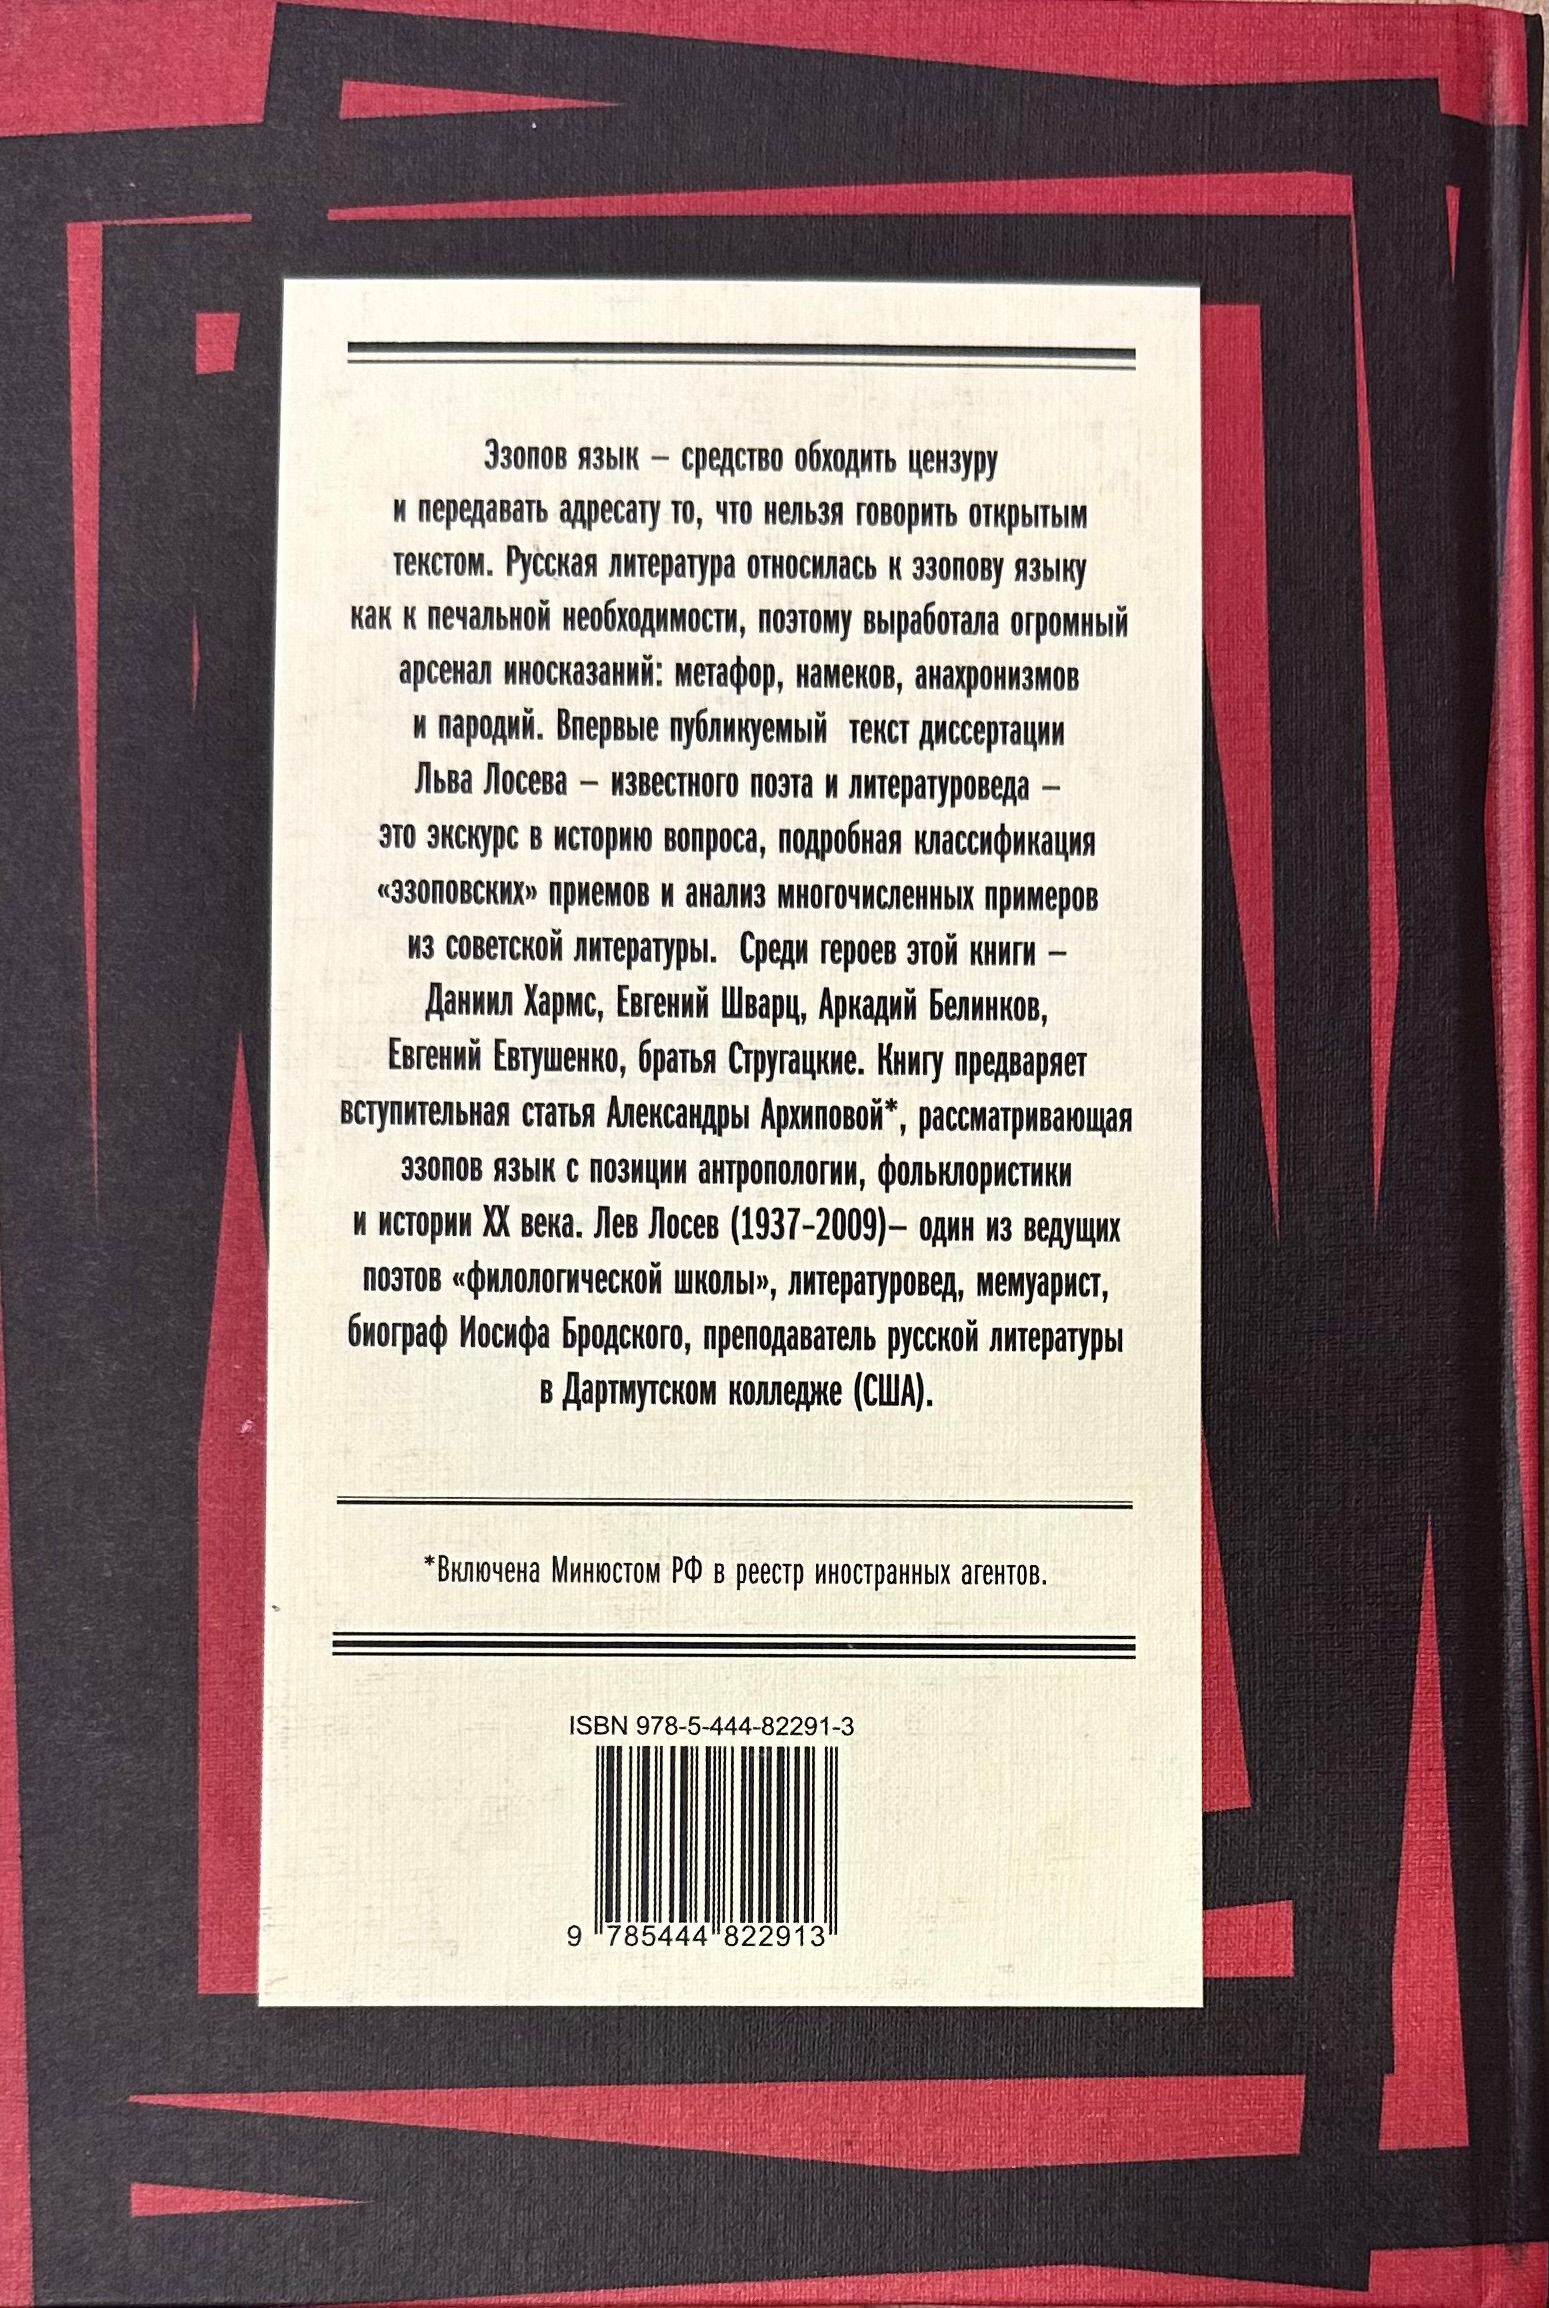 Эзопов язык – средство обходить цензуру
и передавать адресату то, что нельзя говорить открытым
текстом. Русская литература относилась к эзопову языку
как к печальной необходимости, поэтому выработала огромный
арсенал иносказаний: метафор, намеков, анахронизмов
и пародий. Впервые публикуемый текст диссертации
Льва Лосева – известного поэта и литературоведа –
это экскурс в историю вопроса, подробная классификация
«эзоповских» приемов и анализ многочисленных примеров
из советской литературы. Среди героев этой книги –
Даниил Хармс, Евгений Шварц, Аркадий Белинков,
Евгений Евтушенко, братья Стругацкие. Книгу предваряет
вступительная статья Александры Архиповой*, рассматривающая
эзопов язык с позиции антропологии, фольклористики
и истории XX века. Лев Лосев (1937–2009)– один из ведущих
поэтов «филологической школы», литературовед, мемуарист,
биограф Иосифа Бродского, преподаватель русской литературы
в Дартмутском колледже (США).
*Включена Минюстом РФ в реестр иностранных агентов.
ISBN 978-5-444-82291-3
9 785444 822913